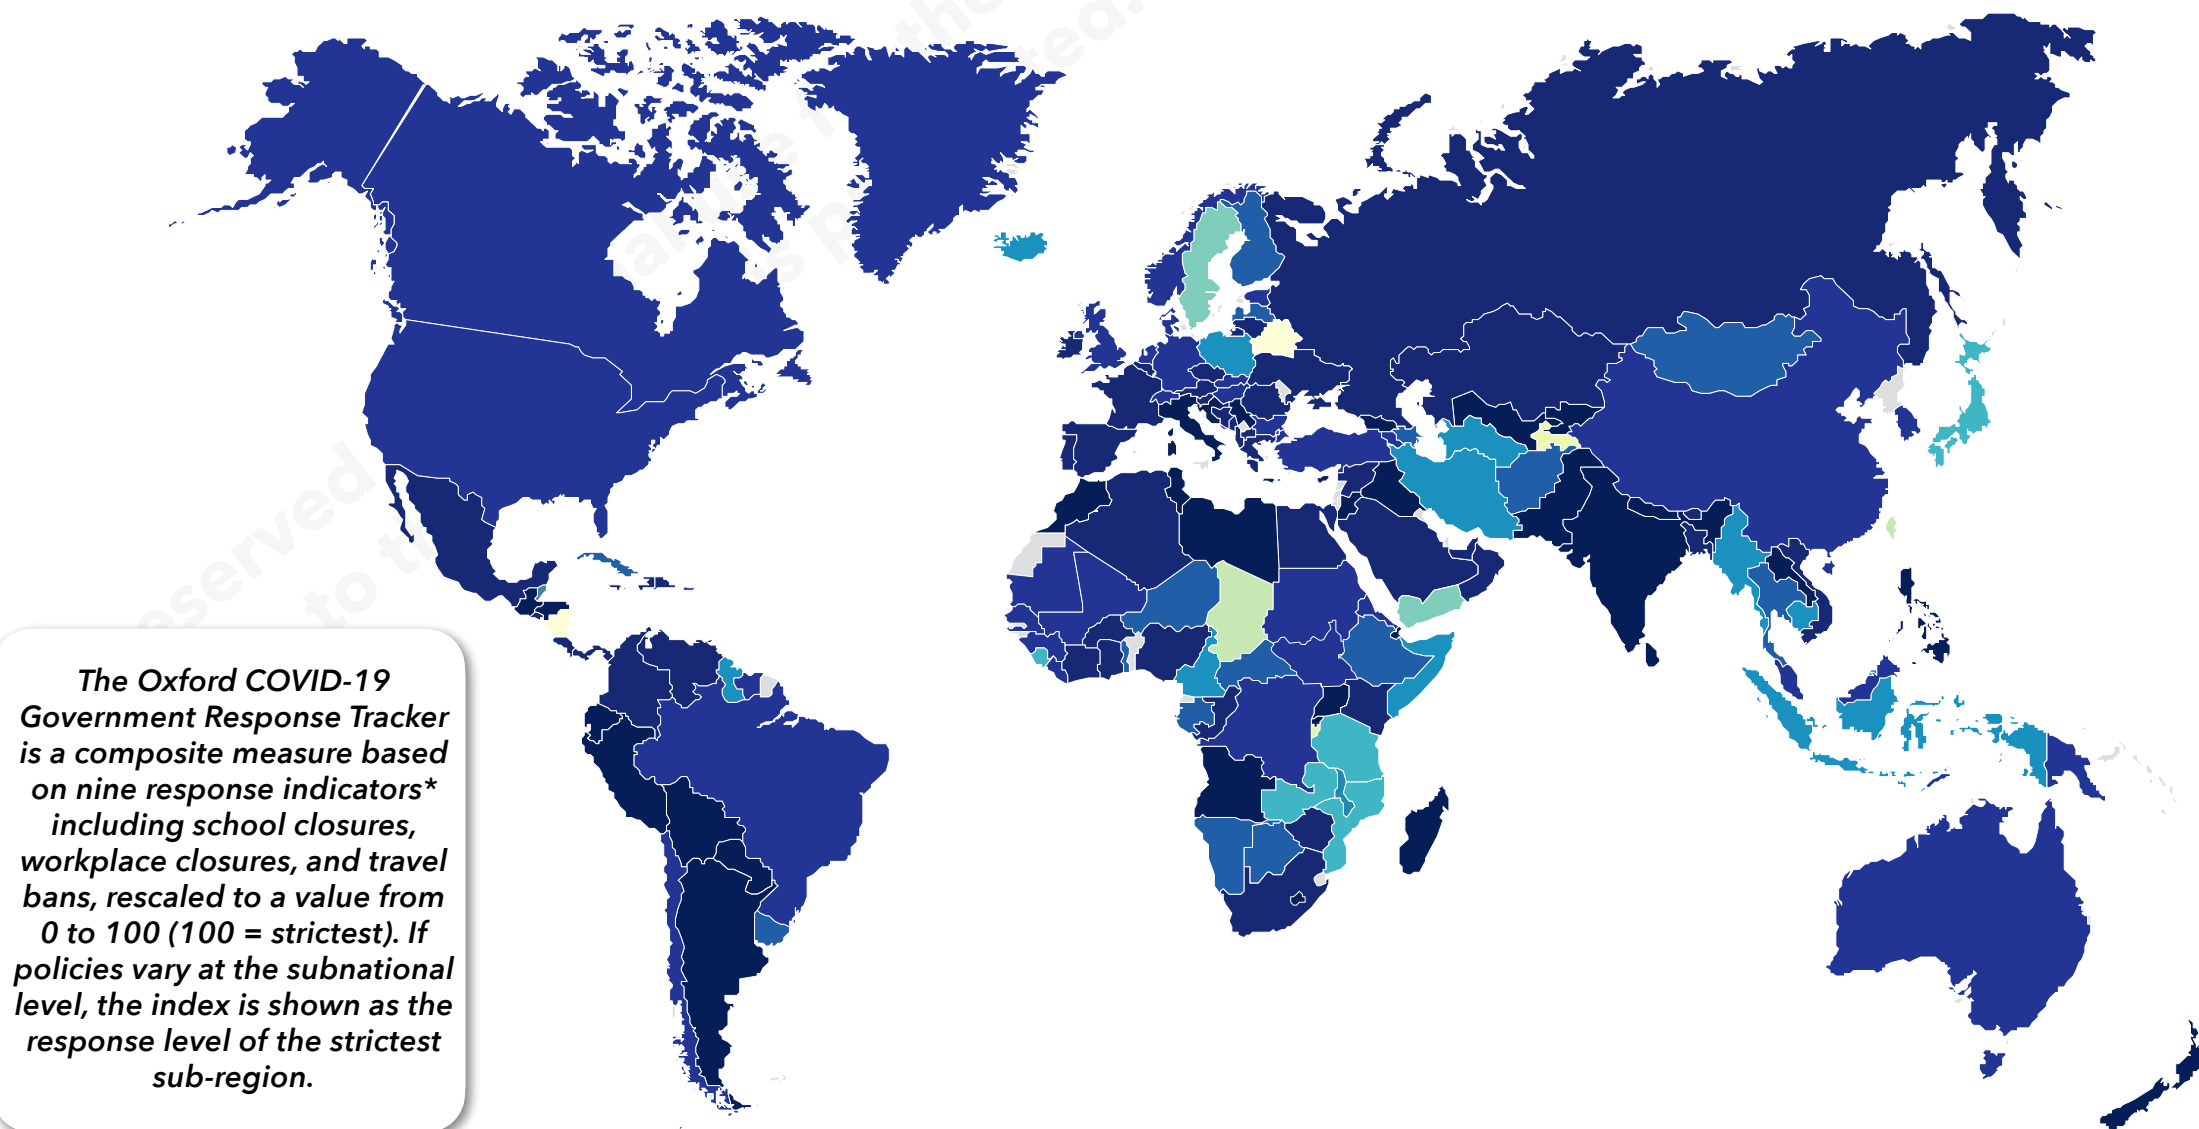 The Oxford COVID-19
Government Response Tracker
is a composite measure based
on nine response indicators*
including school closures,
workplace closures, and travel
bans, rescaled to a value from
0 to 100 (100 = strictest). If
policies vary at the subnational
level, the index is shown as the
response level of the strictest
sub-region.